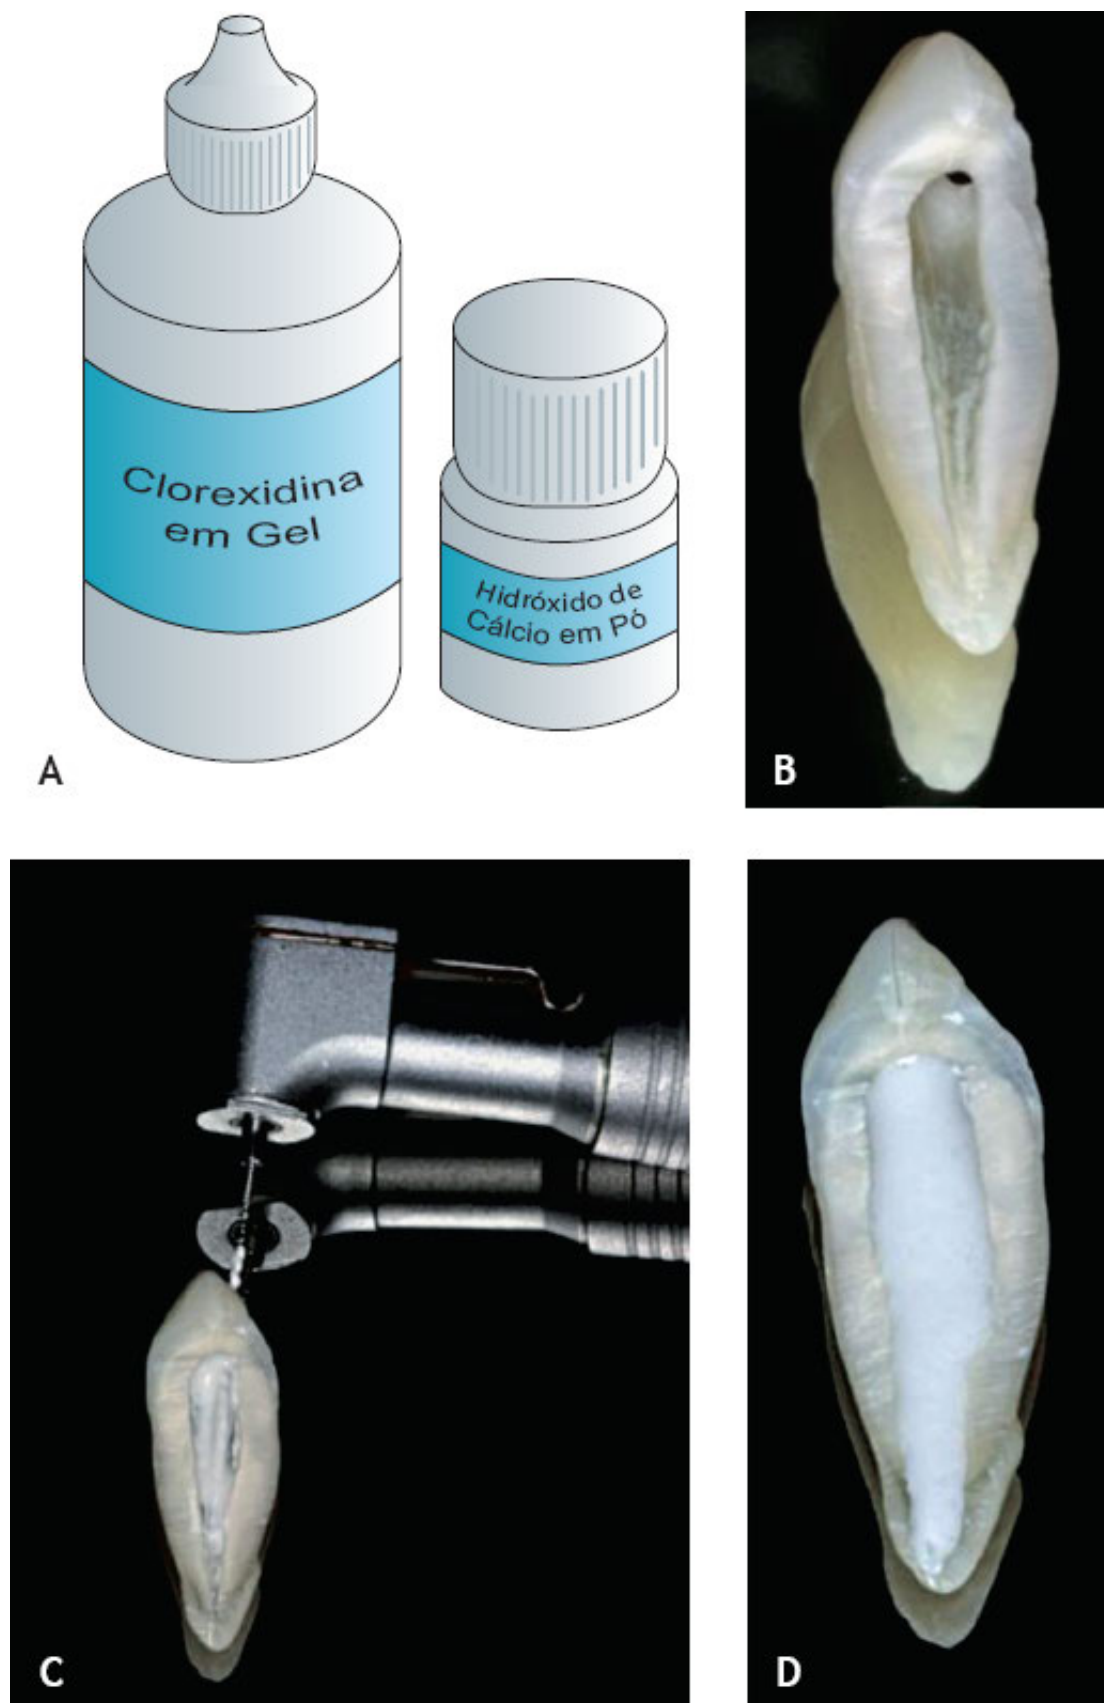 Clorexidina
em Gel
Hidróxido de
Cálcio em Pó
A
B
C
D